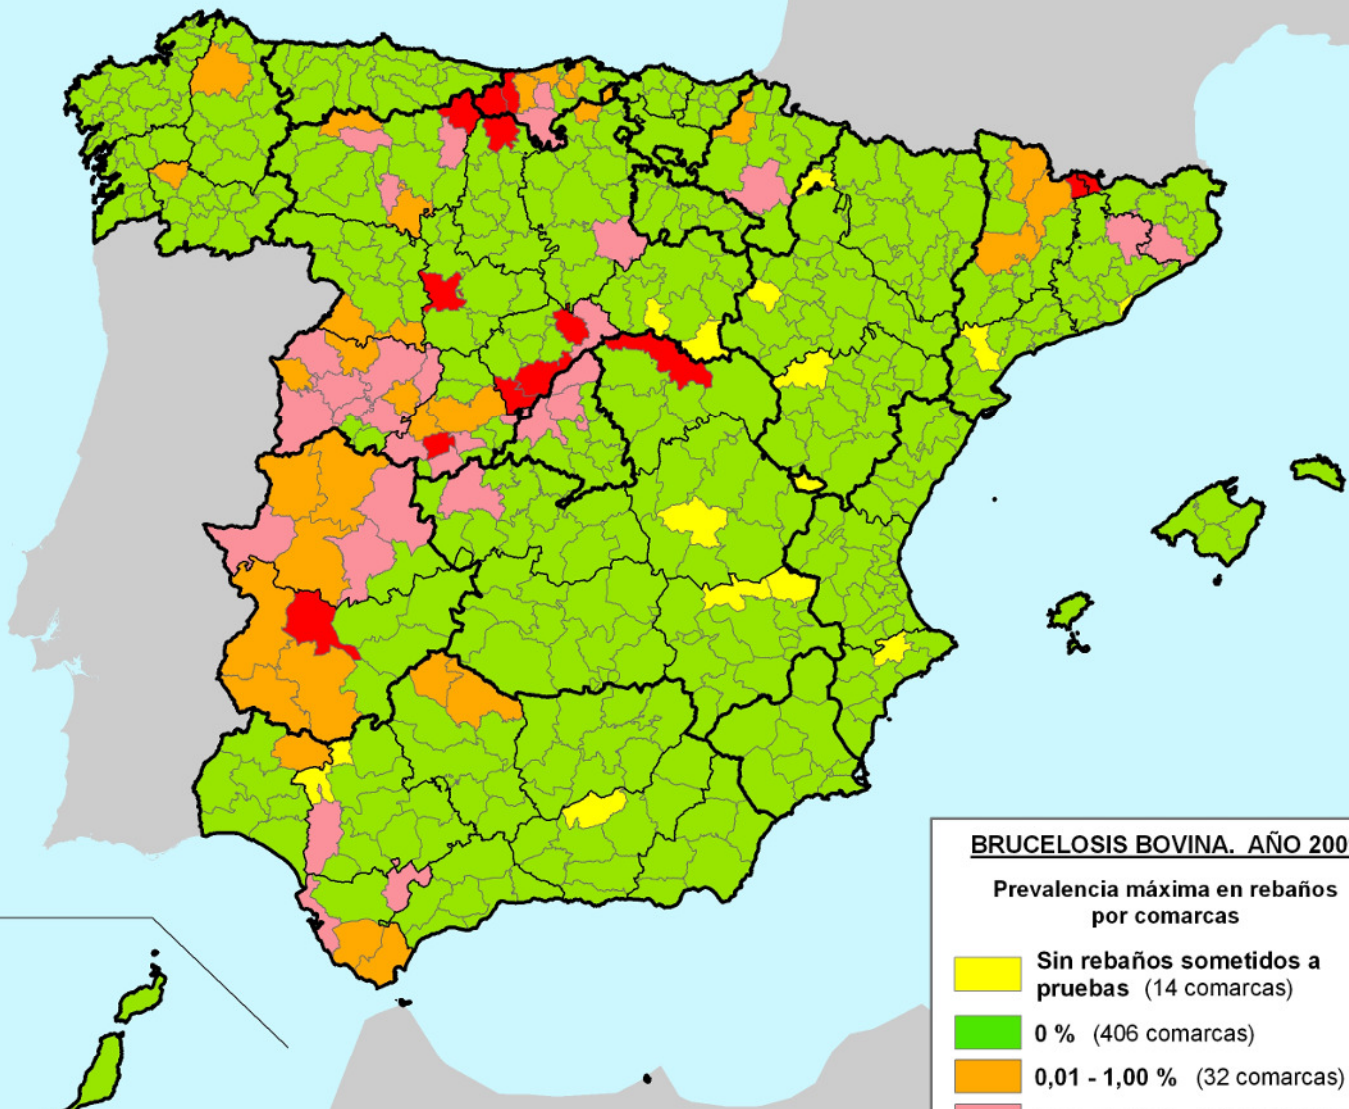 BRUCELOSIS BOVINA. AÑO 200
Prevalencia máxima en rebaños
por comarcas
Sin rebaños sometidos a
pruebas (14 comarcas)
0 % (406 comarcas)
0,01 - 1,00 % (32 comarcas)